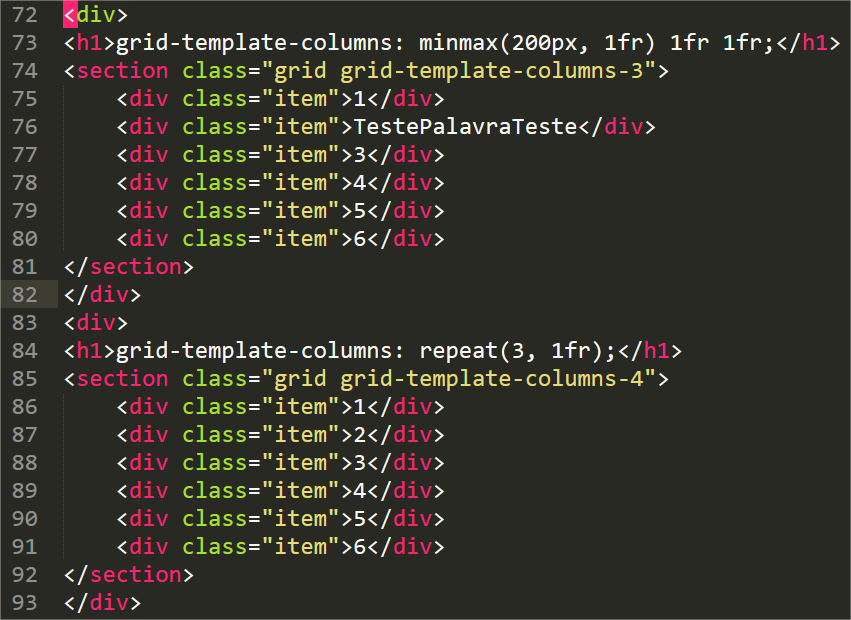 72 <div>
73 <h1>grid-template-columns: minmax(200px, 1fr) 1fr 1fr;</h1>
74 <section class="grid grid-template-columns-3">
75     <div class="item">1</div>
76     <div class="item">TestePalavraTeste</div>
77     <div class="item">3</div>
78     <div class="item">4</div>
79     <div class="item">5</div>
80     <div class="item">6</div>
81 </section>
82 </div>
83 <div>
84 <h1>grid-template-columns: repeat(3, 1fr);</h1>
85 <section class="grid grid-template-columns-4">
86     <div class="item">1</div>
87     <div class="item">2</div>
88     <div class="item">3</div>
89     <div class="item">4</div>
90     <div class="item">5</div>
91     <div class="item">6</div>
92 </section>
93 </div>